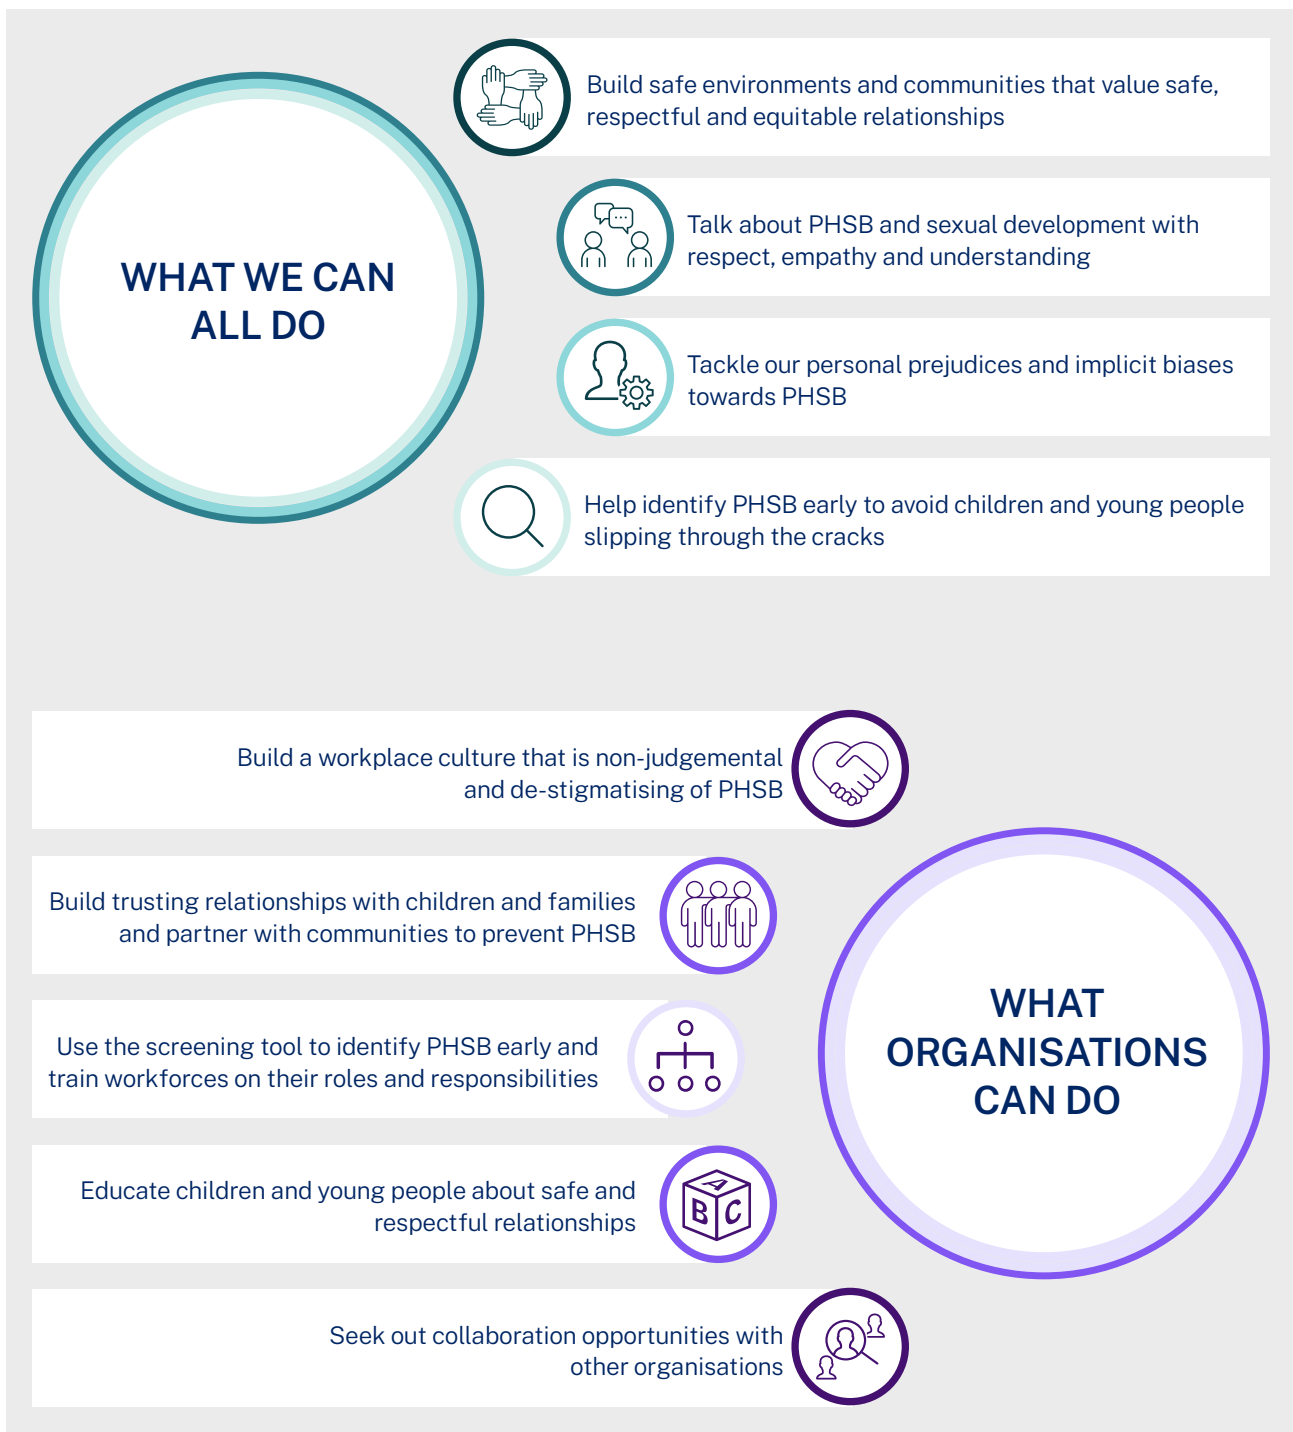 WHAT WE CAN
ALL DO
Build safe environments and communities that value safe,
respectful and equitable relationships
Talk about PHSB and sexual development with
respect, empathy and understanding
Tackle our personal prejudices and implicit biases
towards PHSB
Help identify PHSB early to avoid children and young people
slipping through the cracks
WHAT
ORGANISATIONS
CAN DO
Build a workplace culture that is non-judgemental
and de-stigmatising of PHSB
Build trusting relationships with children and families
and partner with communities to prevent PHSB
Use the screening tool to identify PHSB early and
train workforces on their roles and responsibilities
Educate children and young people about safe and
respectful relationships
A
B C
Seek out collaboration opportunities with
other organisations